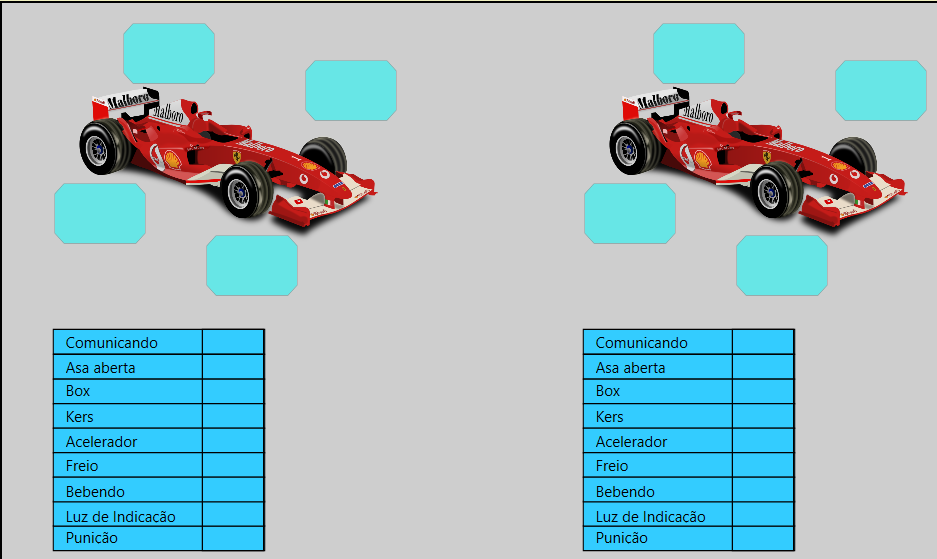 Marlboro
Marlboro
Marlboro
Marlboro
Marlboro
Marlboro
Comunicando
Asa aberta
Box
Kers
Acelerador
Freio
Bebendo
Luz de Indicacão
Punicão
Comunicando
Asa aberta
Box
Kers
Acelerador
Freio
Bebendo
Luz de Indicacão
Punicão